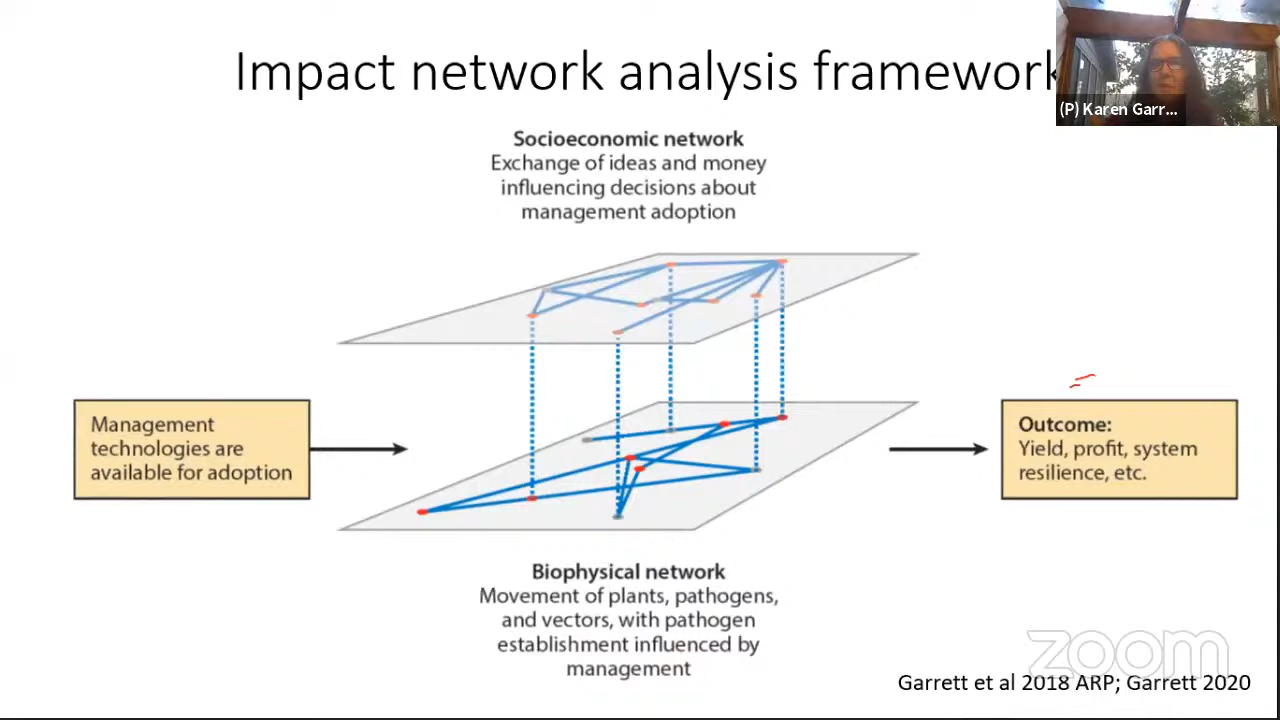 Impact network analysis framework
(P) Karen Garr...
Socioeconomic network
Exchange of ideas and money
influencing decisions about
management adoption
Management
technologies are
available for adoption
Outcome:
Yield, profit, system
resilience, etc.
Biophysical network
Movement of plants, pathogens,
and vectors, with pathogen
establishment influenced by
management
zoom
Garrett et al 2018 ARP; Garrett 2020